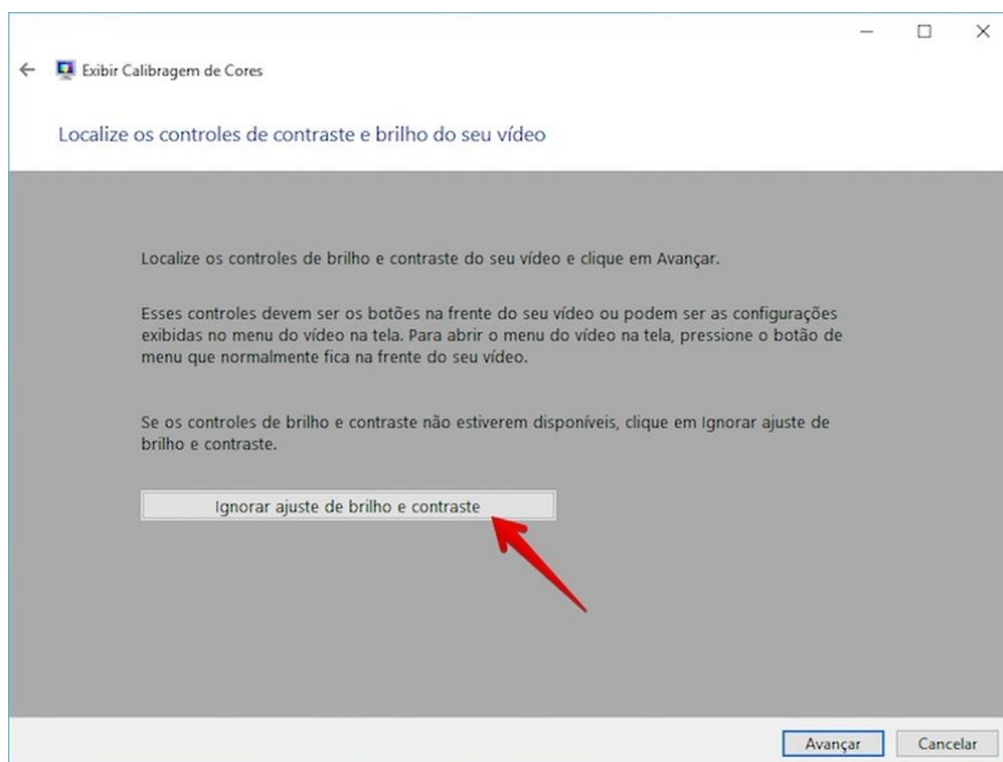 Exibir Calibragem de Cores
Localize os controles de contraste e brilho do seu vídeo
Localize os controles de brilho e contraste do seu vídeo e clique em Avançar.
Esses controles devem ser os botões na frente do seu vídeo ou podem ser as configurações
exibidas no menu do vídeo na tela. Para abrir o menu do vídeo na tela, pressione o botão de
menu que normalmente fica na frente do seu vídeo.
Se os controles de brilho e contraste não estiverem disponíveis, clique em Ignorar ajuste de
brilho e contraste.
Ignorar ajuste de brilho e contraste
Avançar
Cancelar